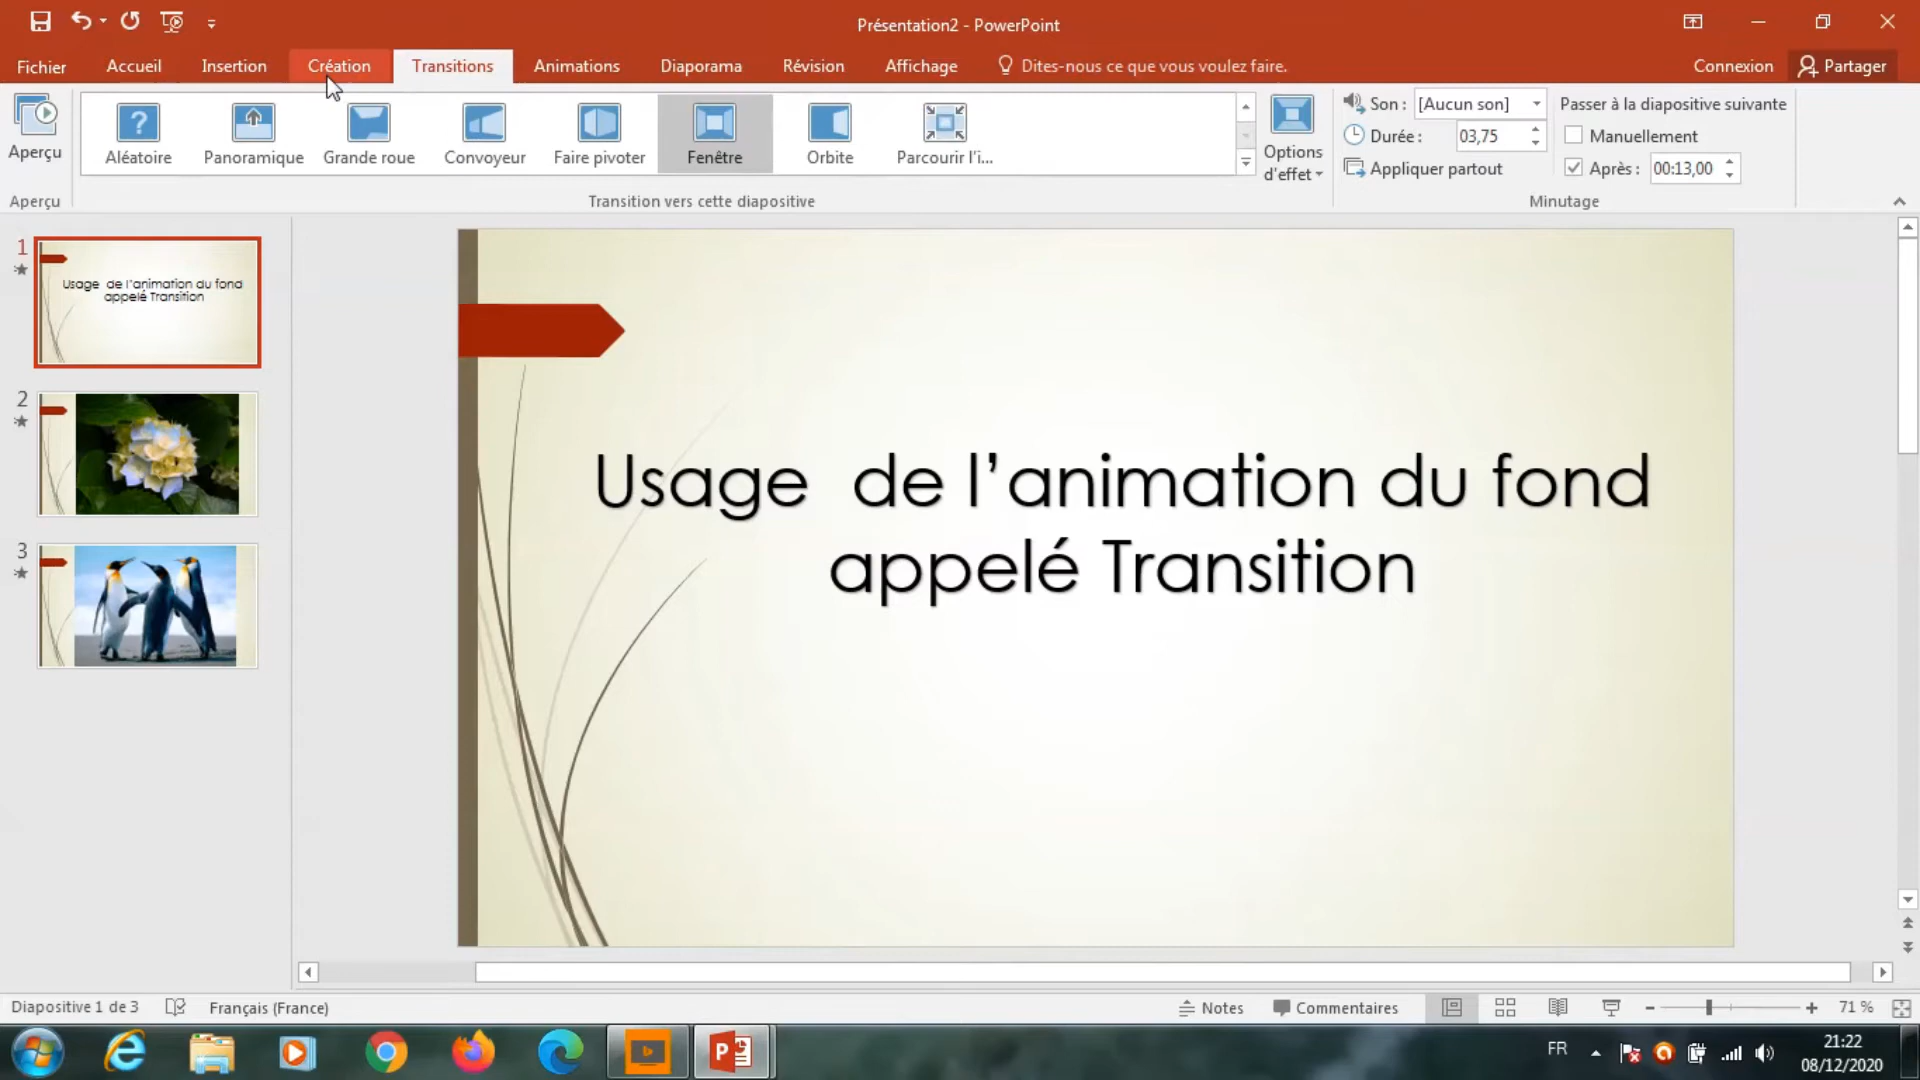 Présentation2 - PowerPoint
Fichier Accueil Insertion Création Transitions Animations Diaporama Révision Affichage Dites-nous ce que vous voulez faire. Connexion Partager
Aperçu
Aléatoire Panoramique Grande roue Convoyeur Faire pivoter Fenêtre Orbite Parcourir l'i...
Options d'effet
Son : [Aucun son]
Durée : 03,75
Appliquer partout
Passer à la diapositive suivante
Manuellement
Après : 00:13,00
Aperçu
Transition vers cette diapositive
Minutage
1
Usage de l'animation du fond
appelé Transition
2
3
Usage de l’animation du fond
appelé Transition
Diapositive 1 de 3 Français (France) Notes Commentaires 71 %
FR
21:22
08/12/2020